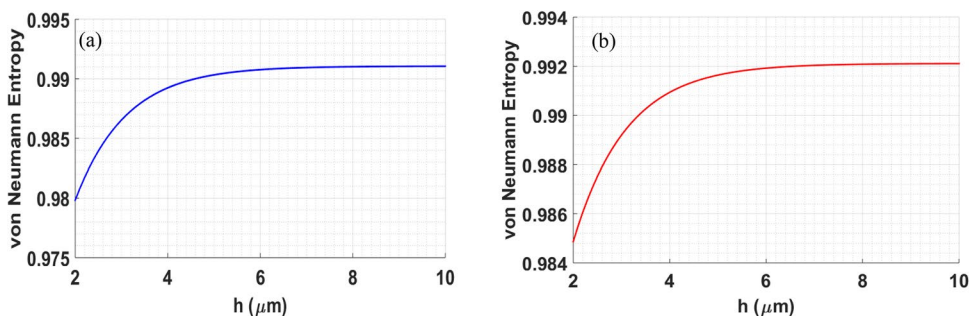 (a)
von Neumann Entropy
0.995
0.99
0.985
0.98
0.975
2 4 6 8 10
h (μm)
(b)
von Neumann Entropy
0.994
0.992
0.99
0.988
0.986
0.984
2 4 6 8 10
h (μm)